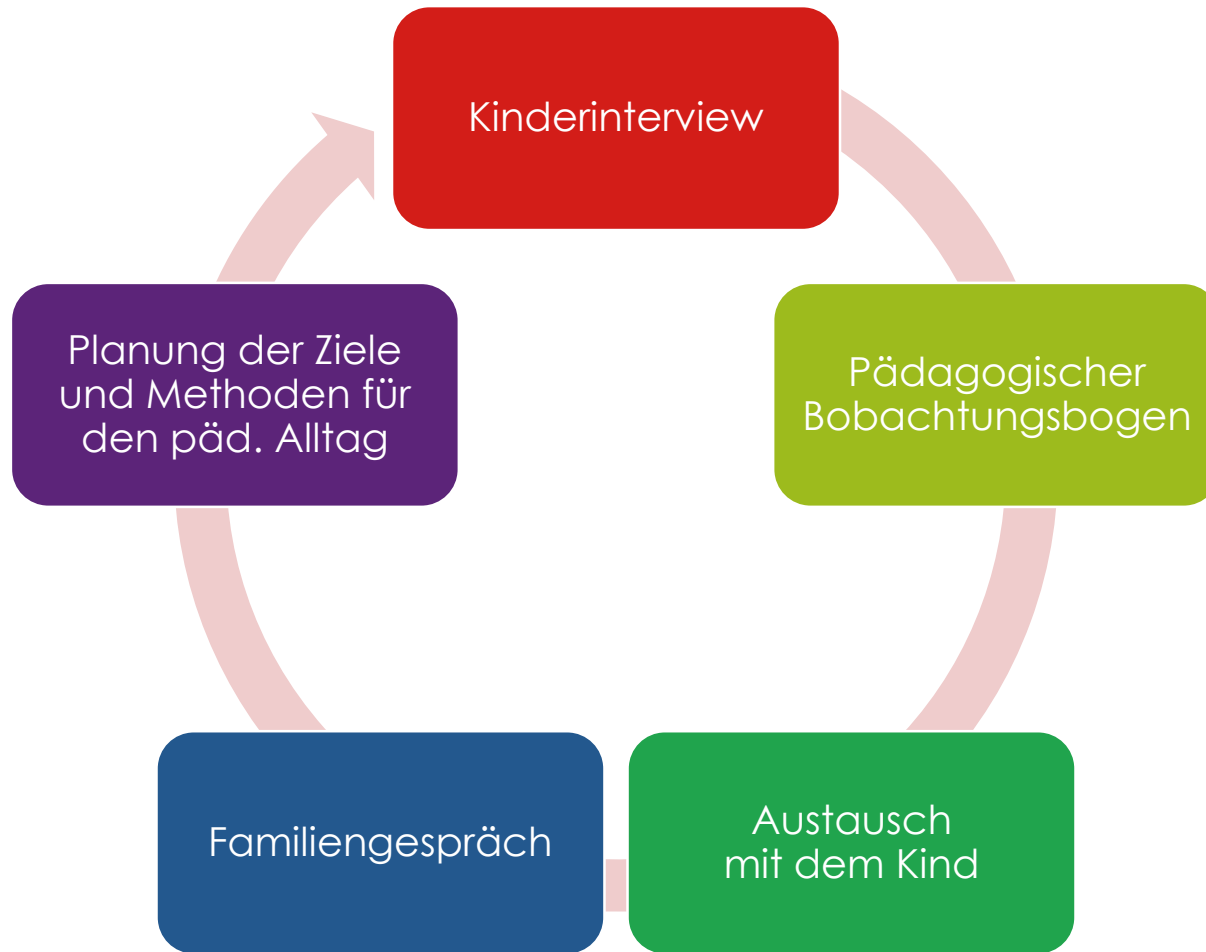 Kinderinterview
Pädagogischer
Bobachtungsbogen
Austausch
mit dem Kind
Familiengespräch
Planung der Ziele
und Methoden für
den päd. Alltag